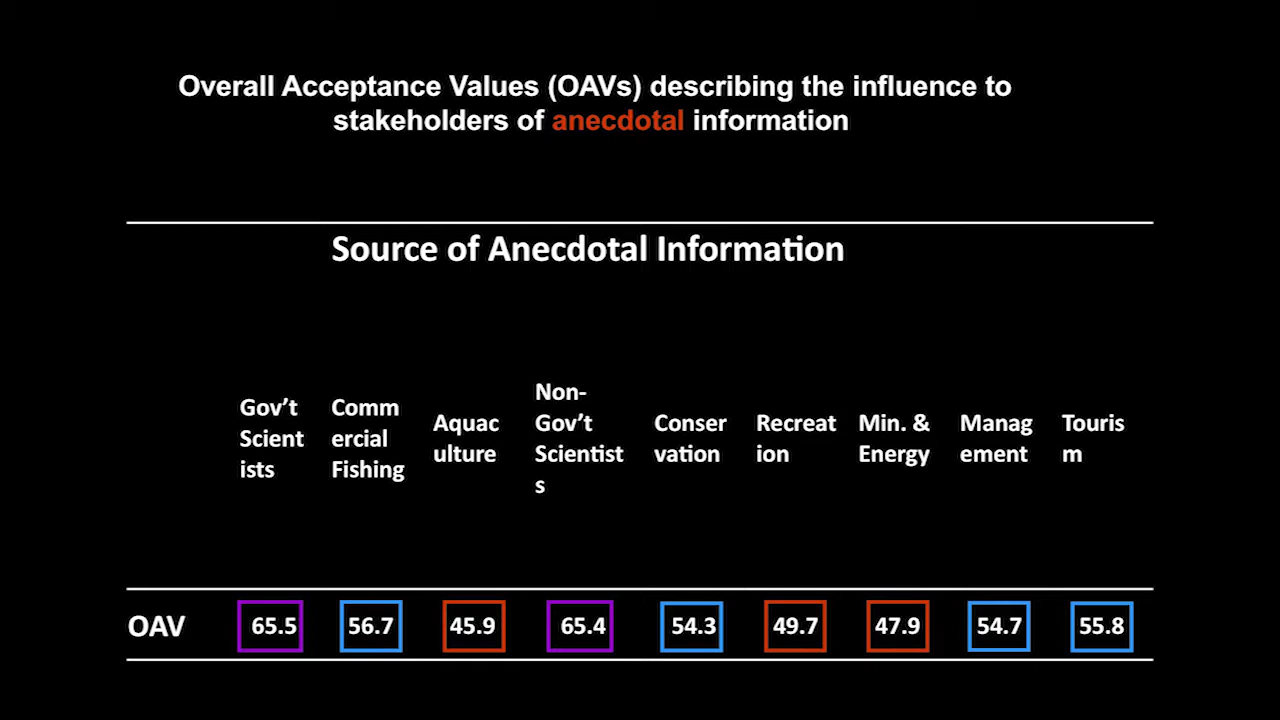 Overall Acceptance Values (OAVs) describing the influence to
stakeholders of anecdotal information
Source of Anecdotal Information
Gov't
Scient
ists
Comm
ercial
Fishing
Aquac
ulture
Non-
Gov't
Scientist
s
Conser
vation
Recreat
ion
Min. &
Energy
Manag
ement
Touris
m
OAV 65.5 56.7 45.9 65.4 54.3 49.7 47.9 54.7 55.8